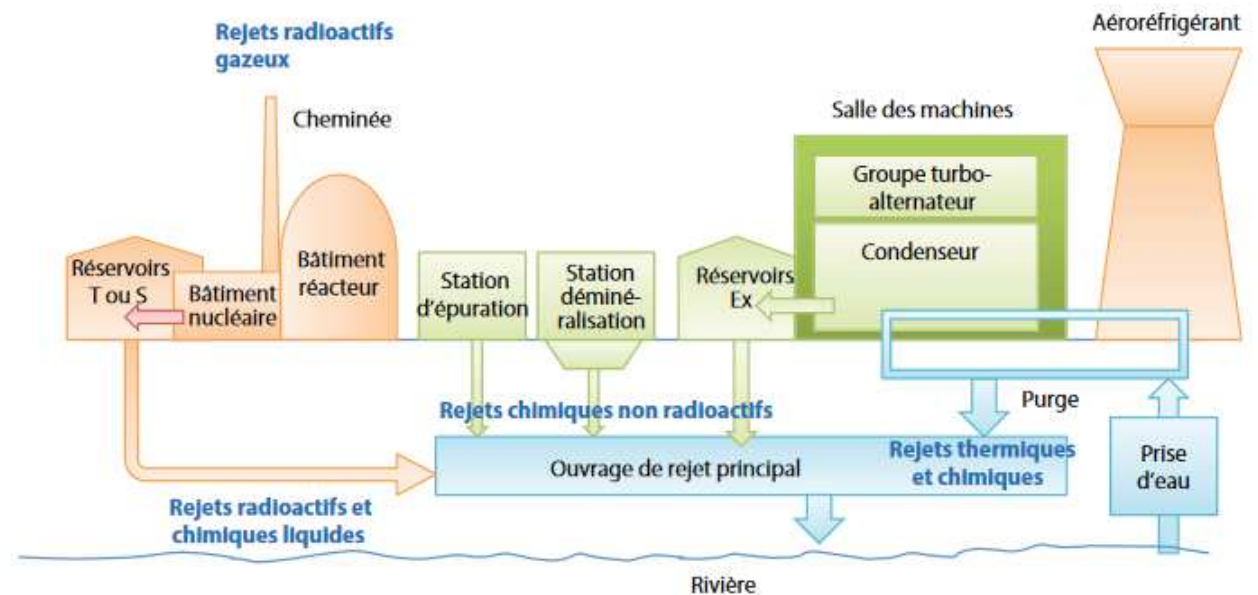 Rejets radioactifs
gazeux
Aéroréfrigérant
Cheminée
Salle des machines
Groupe turbo-
alternateur
Condenseur
Réservoirs
T ou S
Bâtiment
nucléaire
Bâtiment
réacteur
Station
d'épuration
Station
déminé-
ralisation
Réservoirs
Ex
Rejets chimiques non radioactifs
Purge
Ouvrage de rejet principal
Rejets thermiques
et chimiques
Prise
d'eau
Rejets radioactifs et
chimiques liquides
Rivière